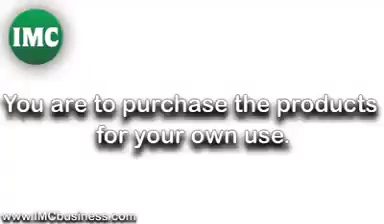 IMC
You are to purchase the products
for your own use.
www.IMCbusiness.com